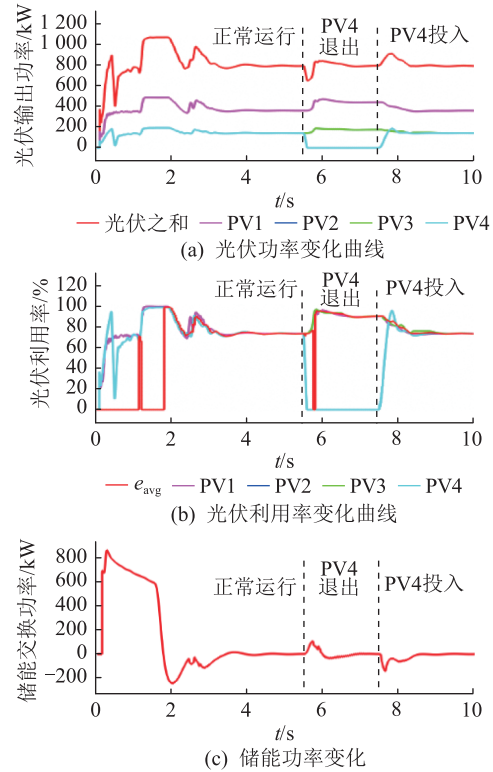 光伏输出功率/kW
1 200
1 000
800
600
400
200
0
正常运行
PV4
退出
PV4投入
0 2 4 6 8 10
t/s
光伏之和 PV1 PV2 PV3 PV4
(a) 光伏功率变化曲线
光伏利用率/%
120
100
80
60
40
20
0
正常运行
PV4
退出
PV4投入
0 2 4 6 8 10
t/s
eavg PV1 PV2 PV3 PV4
(b) 光伏利用率变化曲线
储能交换功率/kW
800
600
400
200
0
−200
正常运行
PV4
退出
PV4投入
0 2 4 6 8 10
t/s
(c) 储能功率变化